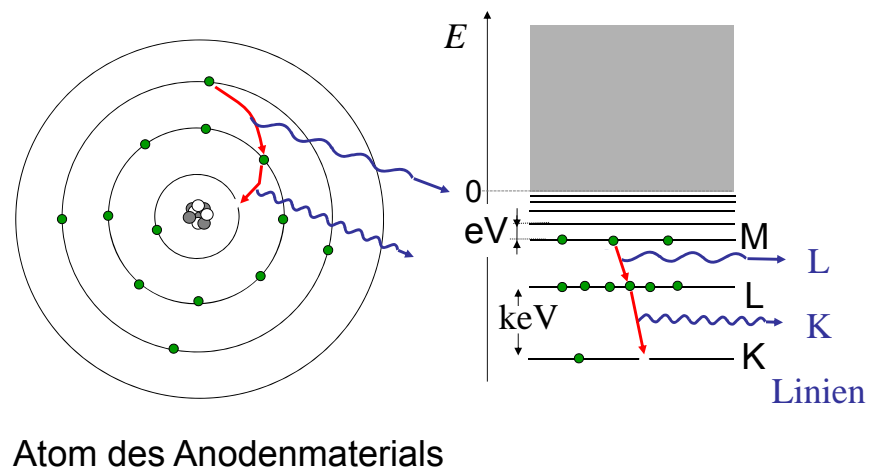 E
0
eV
M
L
L
keV
K
K
Linien
Atom des Anodenmaterials